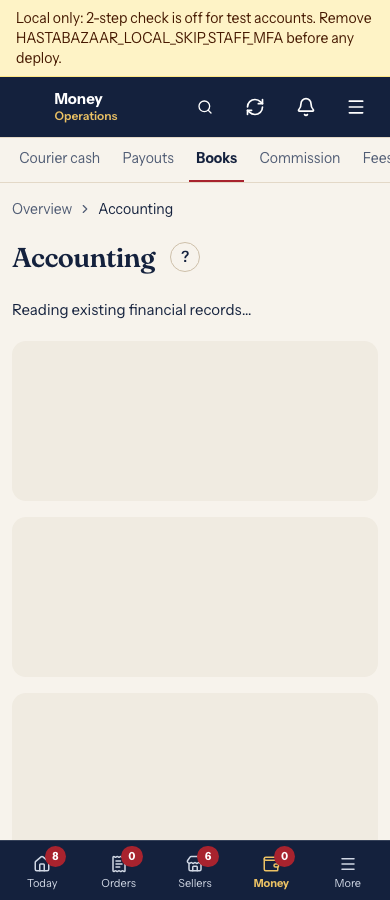 Local only: 2-step check is off for test accounts. Remove
HASTABAZAAR_LOCAL_SKIP_STAFF_MFA before any
deploy.
Money
Operations
Courier cash Payouts Books Commission Fees
Overview > Accounting
Accounting ?
Reading existing financial records...
8 0 6 0
Today Orders Sellers Money More